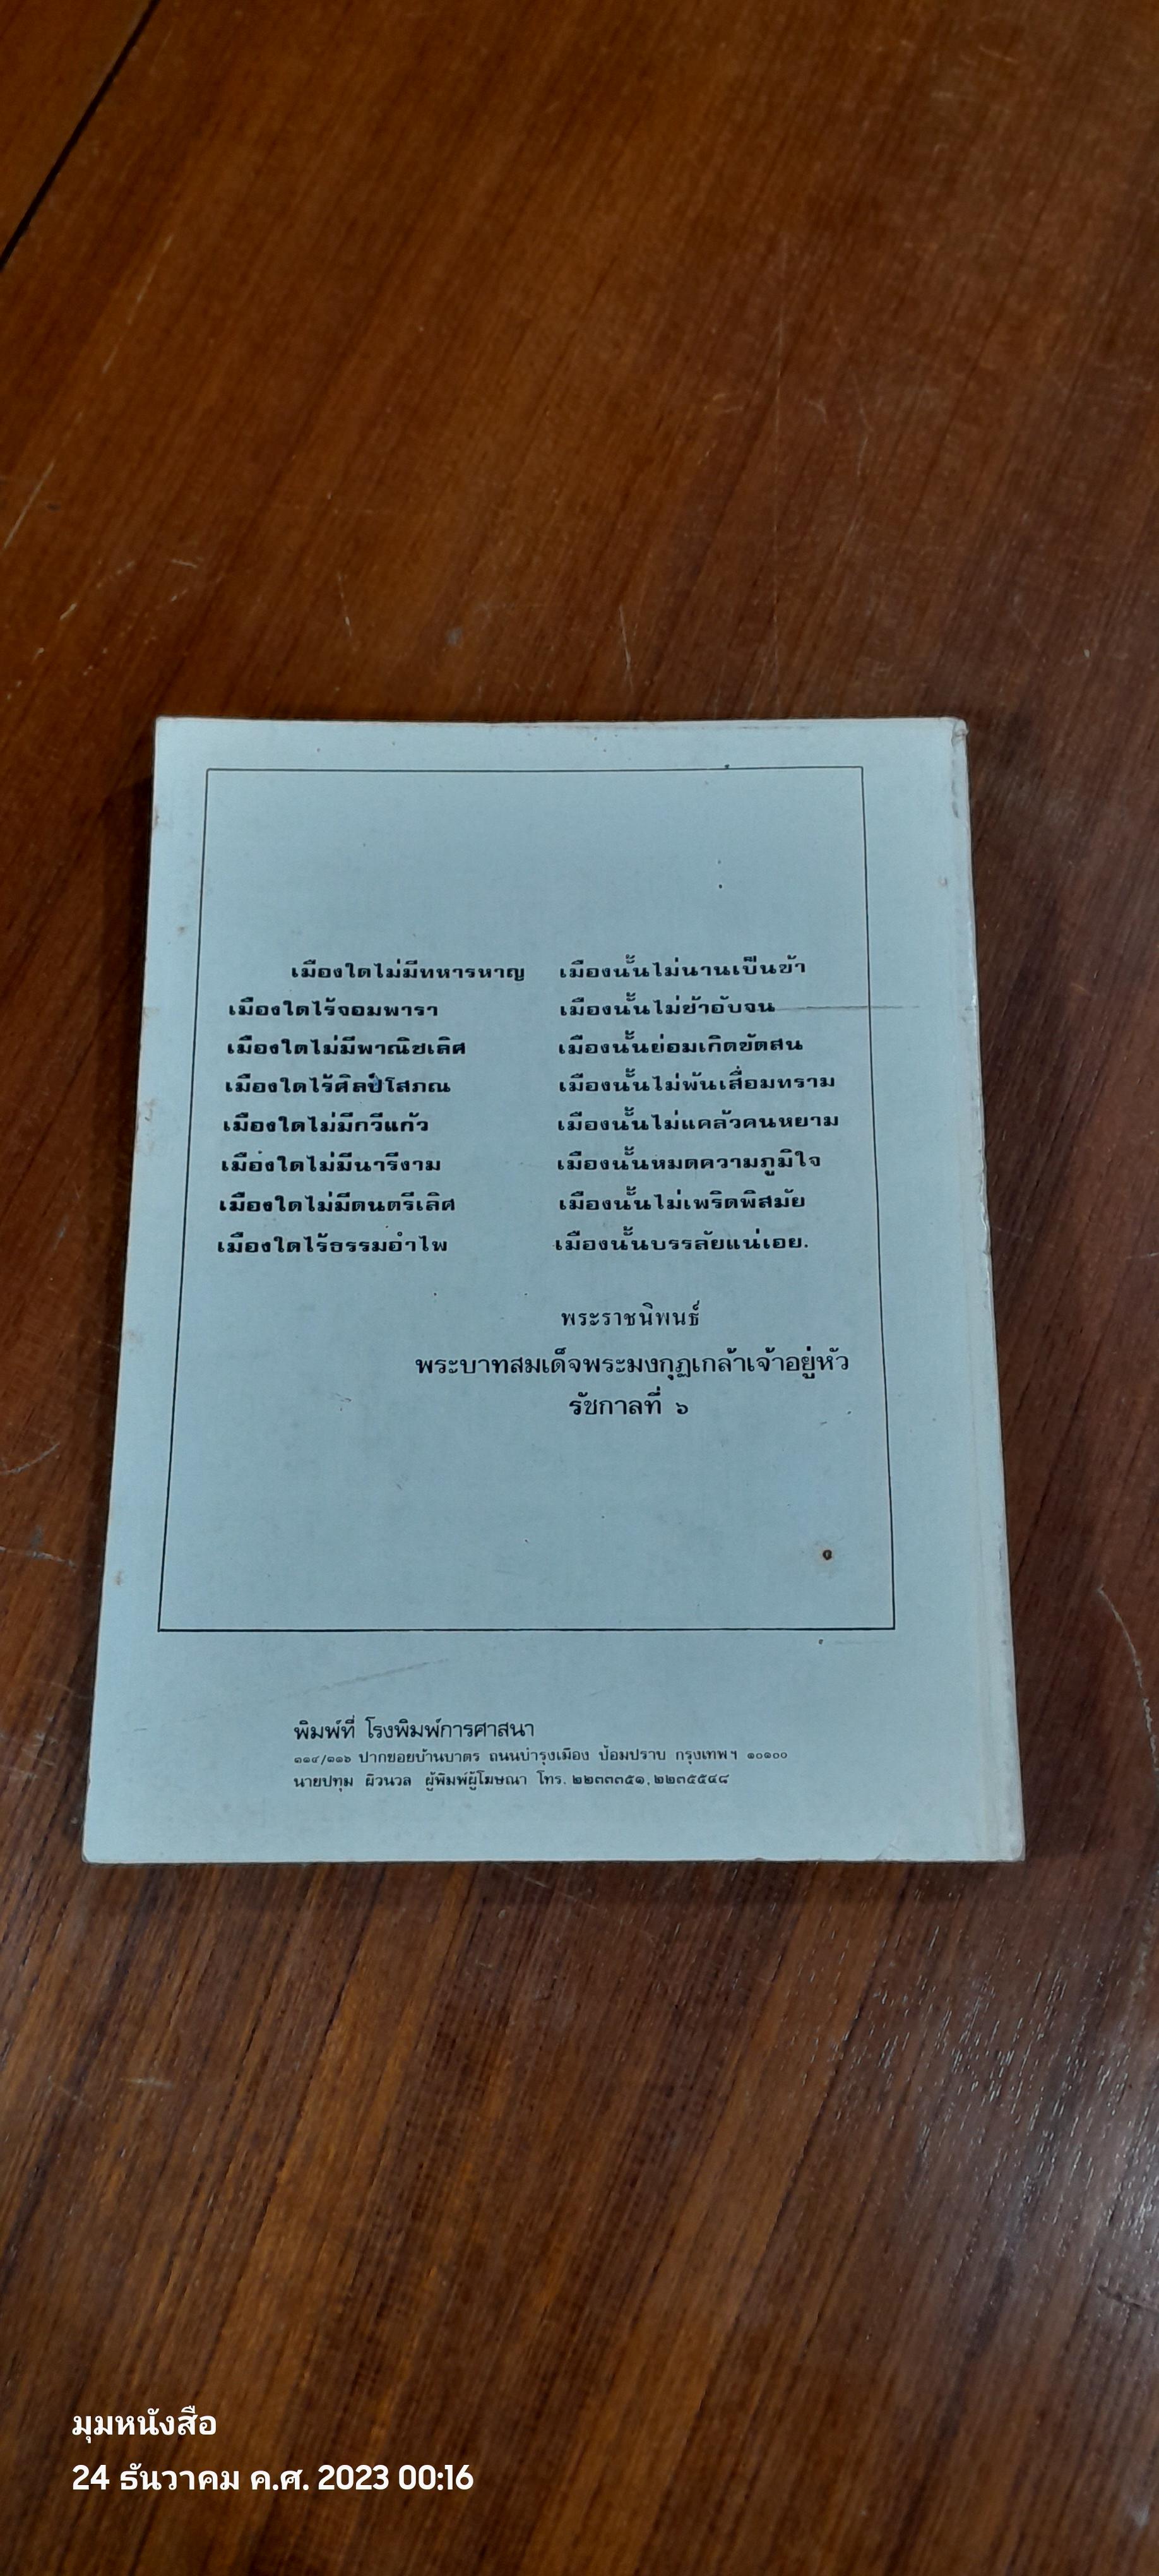 เมืองใดไม่มีทหารหาญ เมืองนั้นไม่นานเป็นข้า
เมืองใดไร้จอมพารา เมืองนั้นไม่ช้าอับจน
เมืองใดไม่มีพาณิชเลิศ เมืองนั้นย่อมเกิดขัดสน
เมืองใดไร้ศิลป์โสภณ เมืองนั้นไม่พ้นเสื่อมทราม
เมืองใดไม่มีกวีแก้ว เมืองนั้นไม่แคล้วคนหยาม
เมืองใดไม่มีนารีงาม เมืองนั้นหมดความภูมิใจ
เมืองใดไม่มีดนตรีเลิศ เมืองนั้นไม่เพริดพิสมัย
เมืองใดไร้ธรรมอำไพ เมืองนั้นบรรลัยแน่เอย.
พระราชนิพนธ์
พระบาทสมเด็จพระมงกุฎเกล้าเจ้าอยู่หัว
รัชกาลที่ ๖
พิมพ์ที่ โรงพิมพ์การศาสนา
๓๑๔/๓๑๖ ปากซอยบ้านบาตร ถนนบำรุงเมือง ป้อมปราบ กรุงเทพฯ ๑๐๑๐๐
นายปทุม ผิวนวล ผู้พิมพ์ผู้โฆษณา โทร. ๒๒๓๓๓๕๑, ๒๒๓๕๕๔๘
มุมหนังสือ
24 ธันวาคม ค.ศ. 2023 00:16